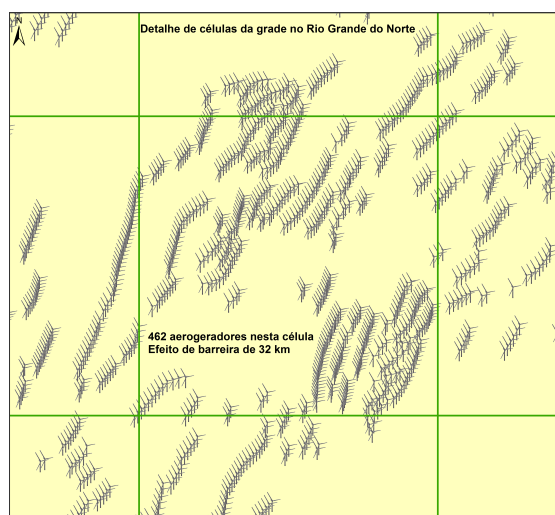 N
Detalhe de células da grade no Rio Grande do Norte
462 aerogeradores nesta célula
Efeito de barreira de 32 km